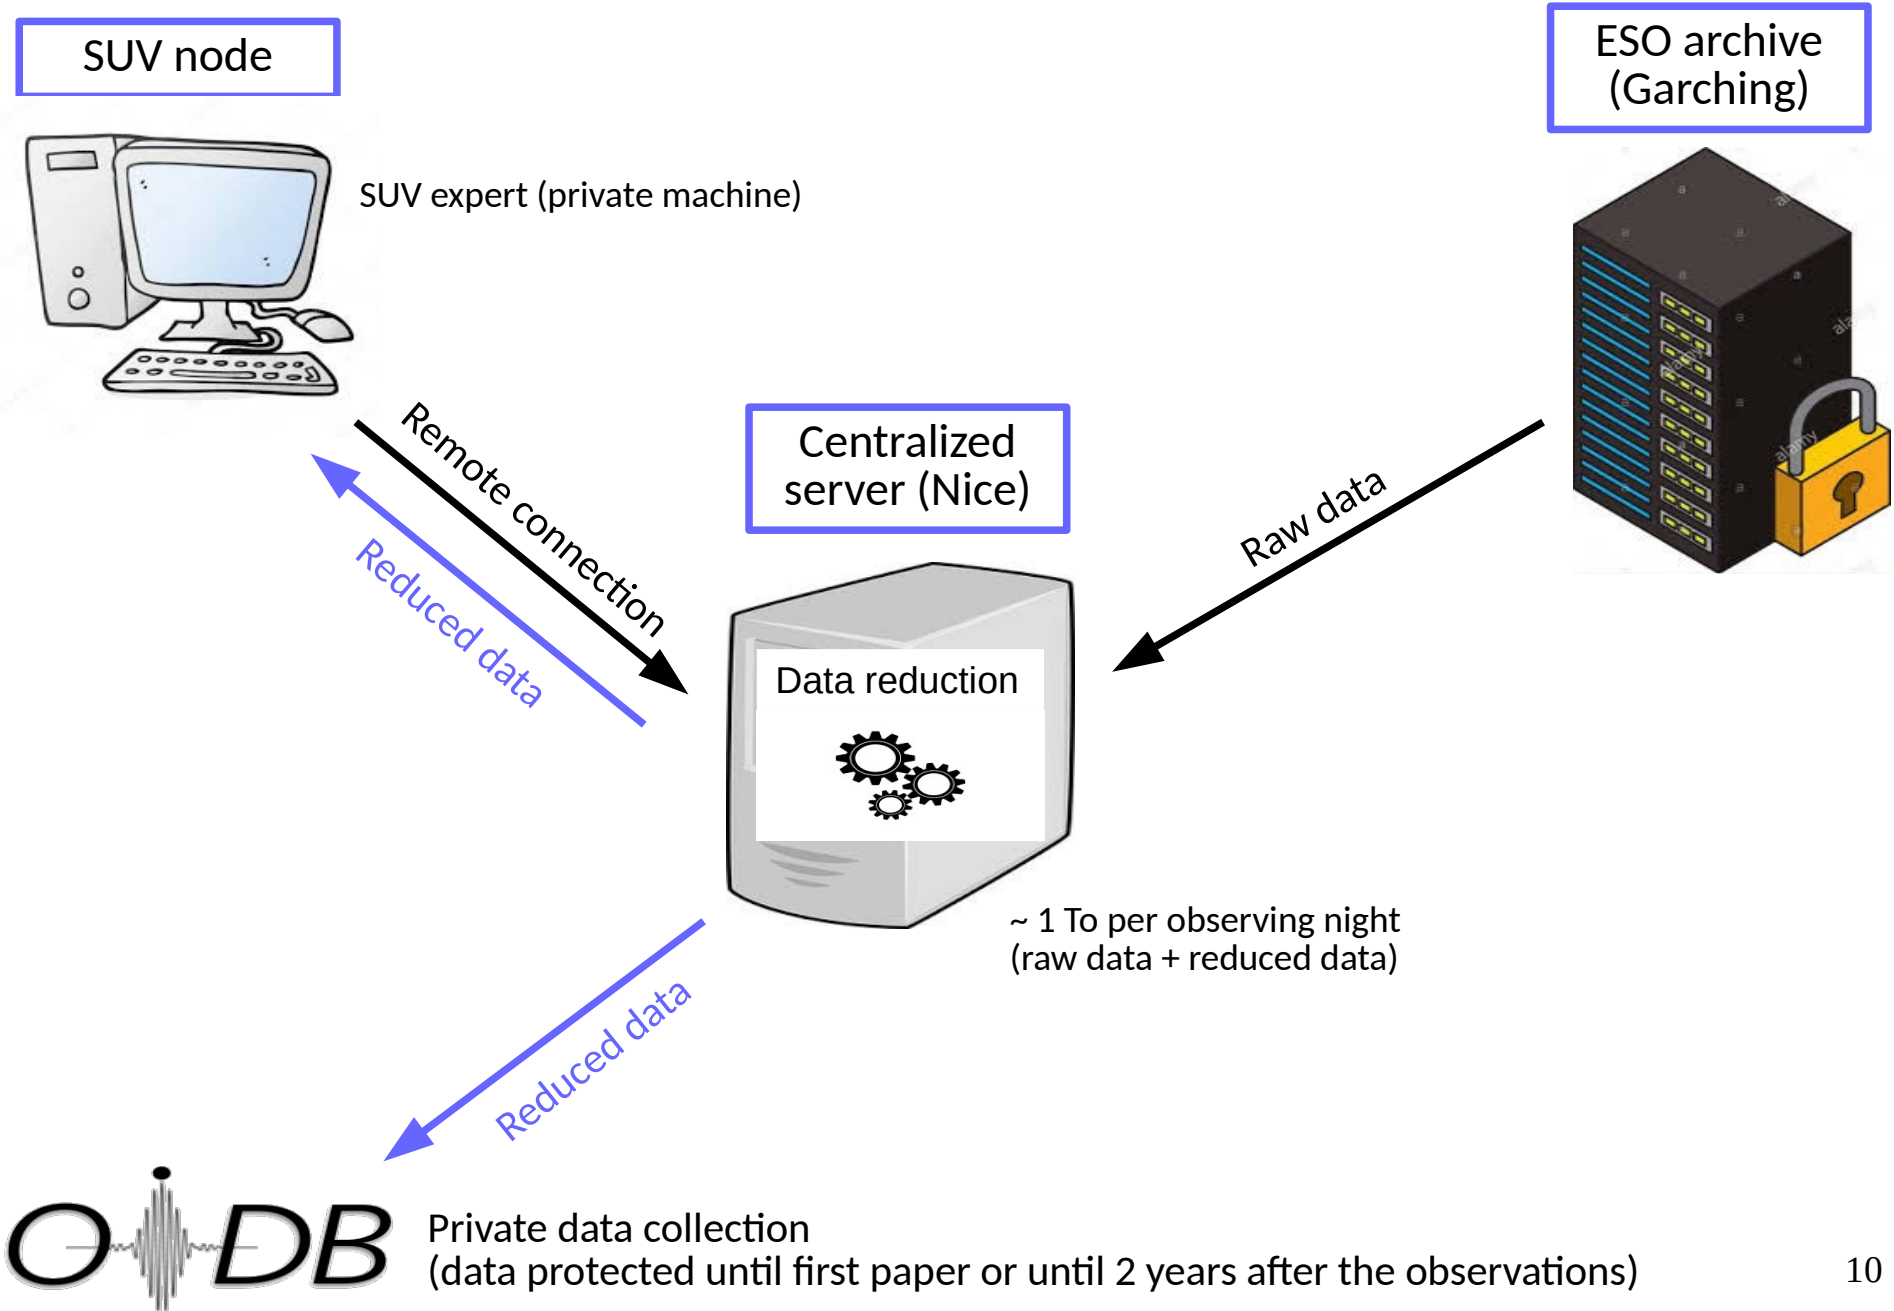 SUV node
ESO archive
(Garching)
SUV expert (private machine)
Remote connection
Reduced data
Centralized
server (Nice)
Raw data
Data reduction
~ 1 To per observing night
(raw data + reduced data)
Reduced data
OiDB
Private data collection
(data protected until first paper or until 2 years after the observations)
10
alamy